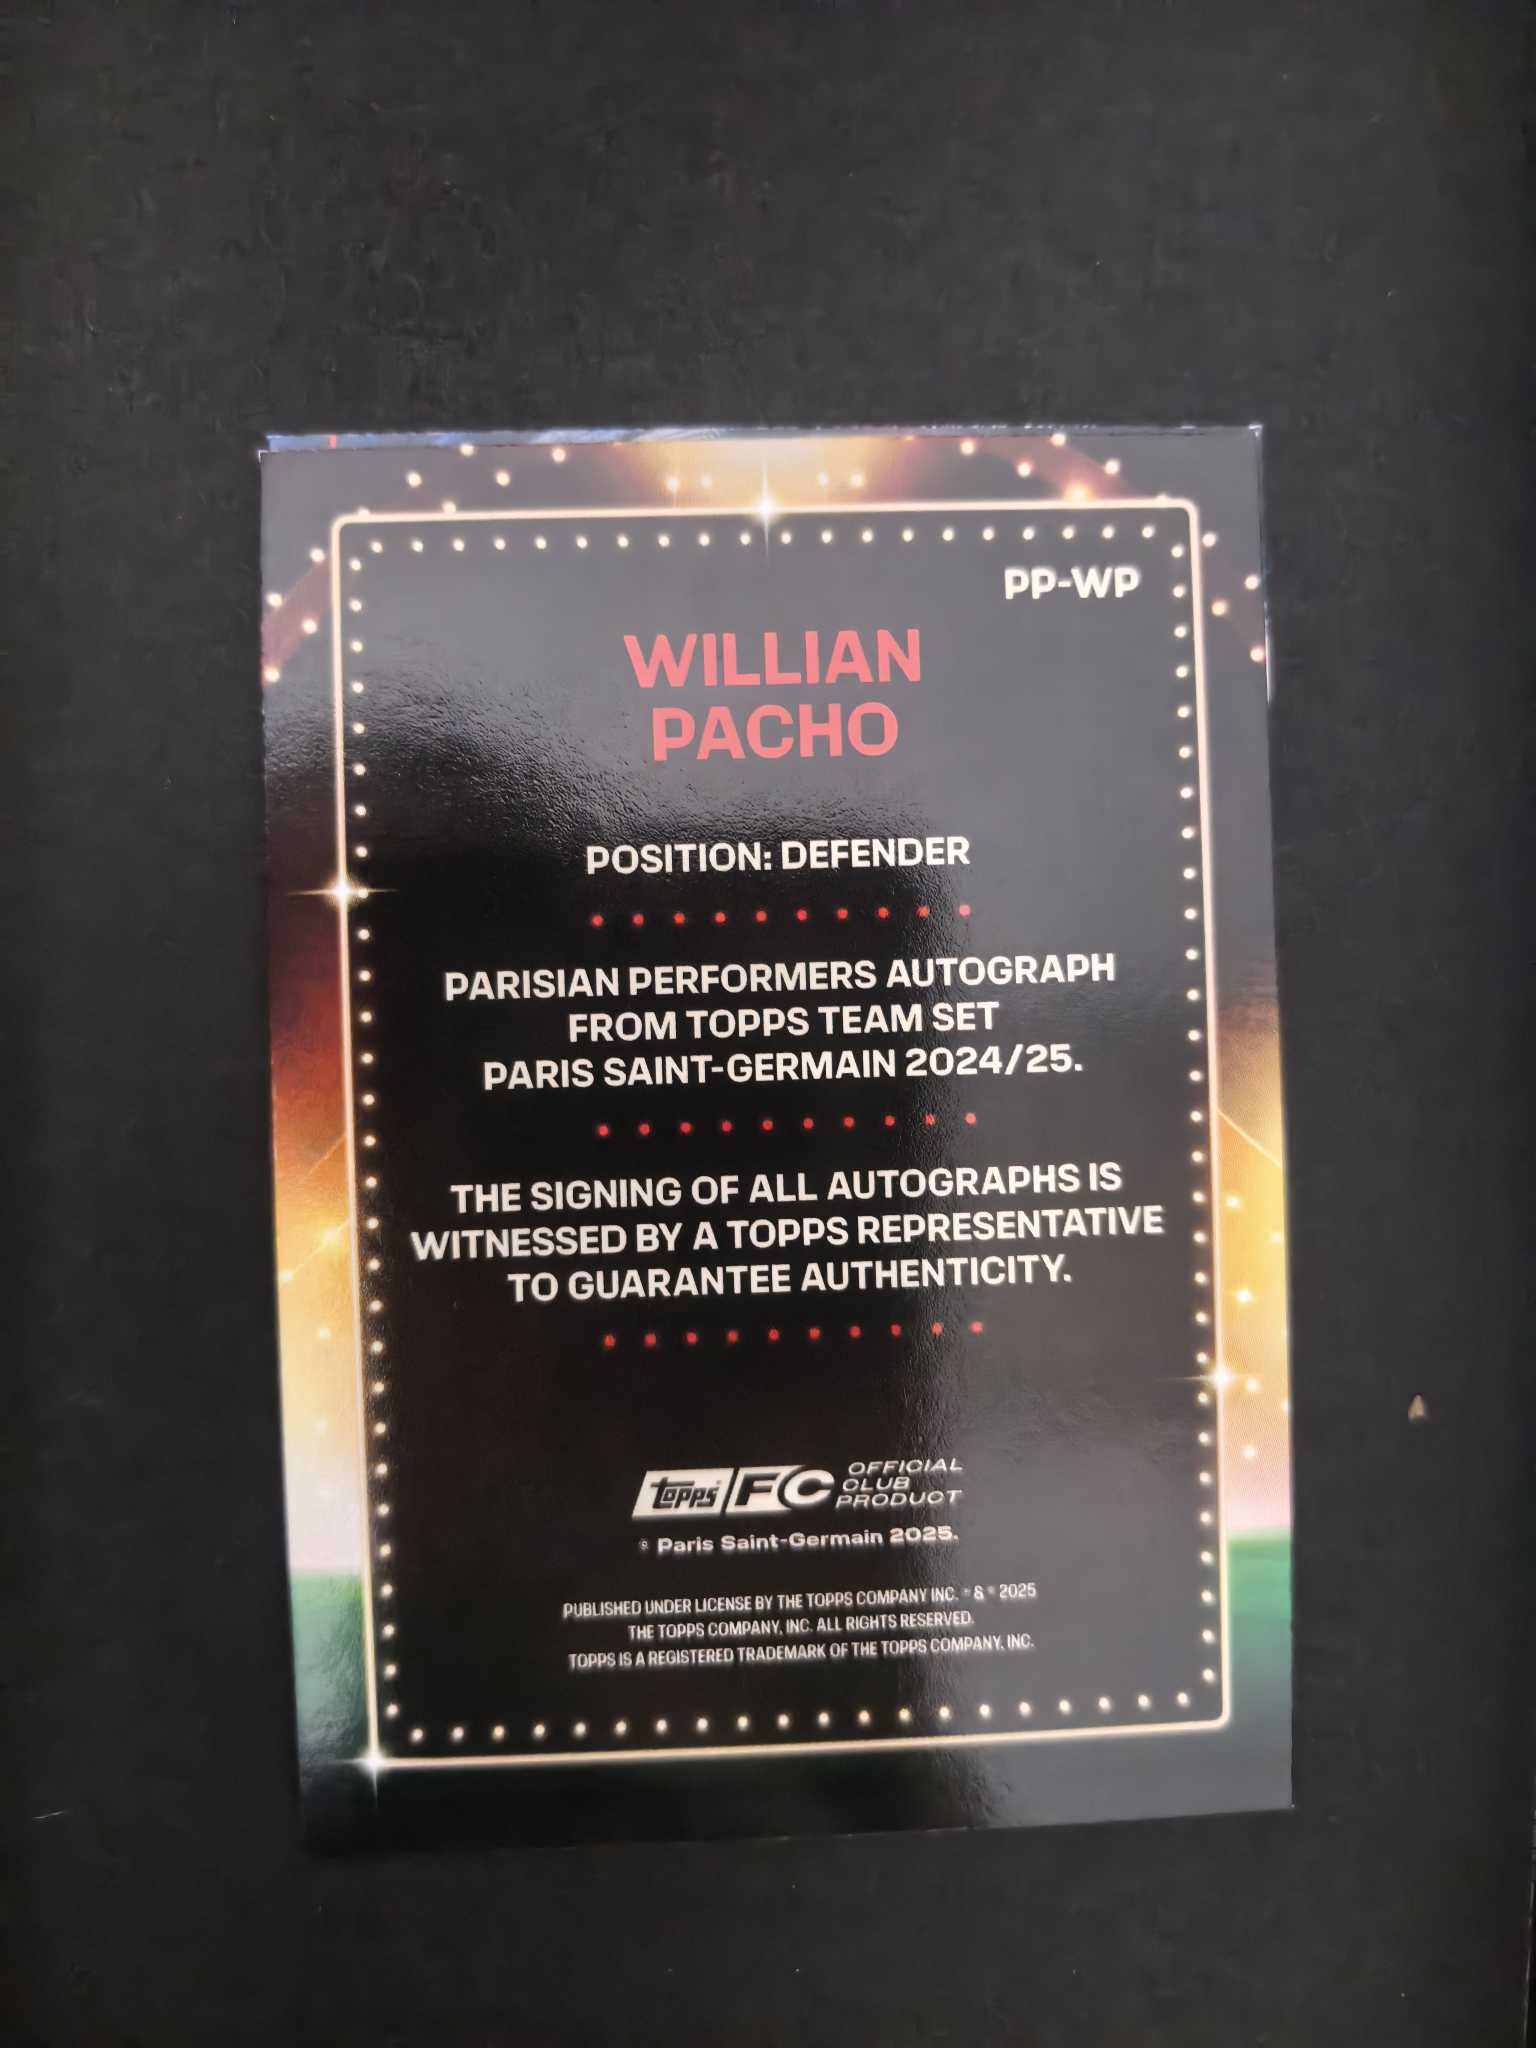 PP-WP
WILLIAN
PACHO
POSITION: DEFENDER
PARISIAN PERFORMERS AUTOGRAPH
FROM TOPPS TEAM SET
PARIS SAINT-GERMAIN 2024/25.
THE SIGNING OF ALL AUTOGRAPHS IS
WITNESSED BY A TOPPS REPRESENTATIVE
TO GUARANTEE AUTHENTICITY.
topps FC OFFICIAL
CLUB
PRODUCT
© Paris Saint-Germain 2025.
PUBLISHED UNDER LICENSE BY THE TOPPS COMPANY INC. ® & © 2025
THE TOPPS COMPANY, INC. ALL RIGHTS RESERVED.
TOPPS IS A REGISTERED TRADEMARK OF THE TOPPS COMPANY, INC.